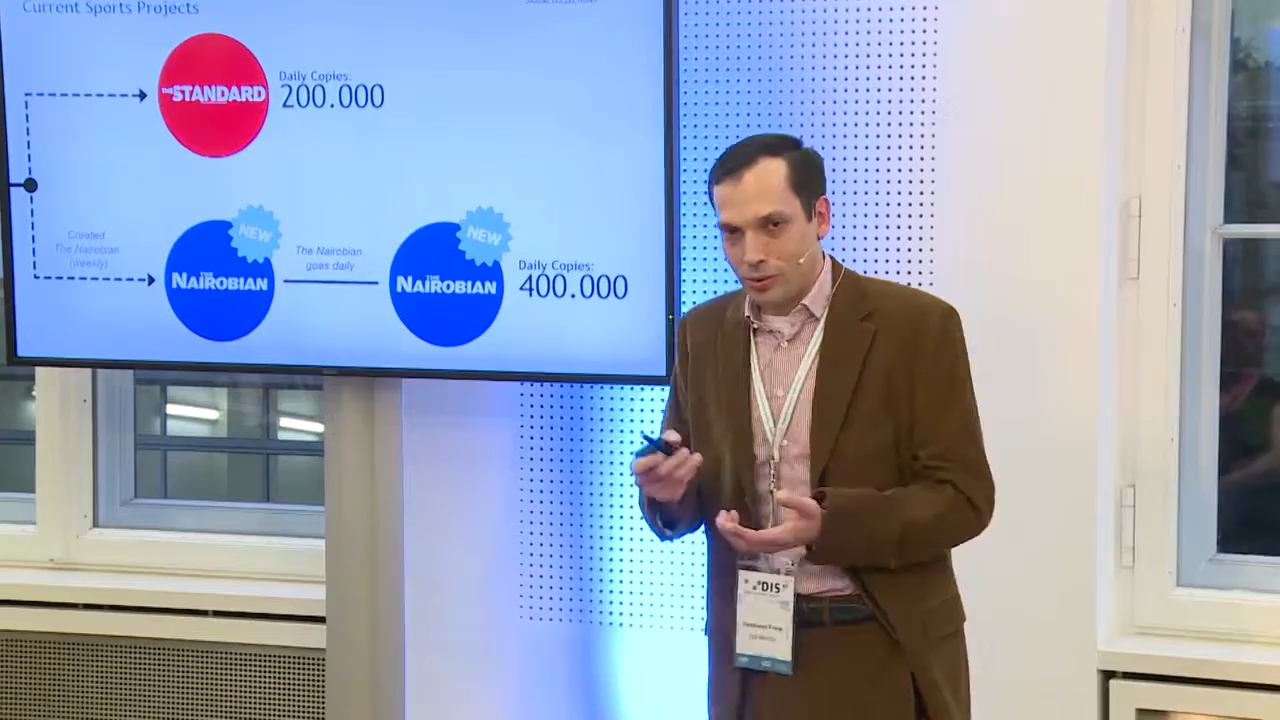 Current Sports Projects
THE STANDARD
Daily Copies:
200.000
Created
The Nairobian
(weekly)
NEW
THE
NAIROBIAN
The Nairobian
goes daily
NEW
THE
NAIROBIAN
Daily Copies:
400.000
DIS